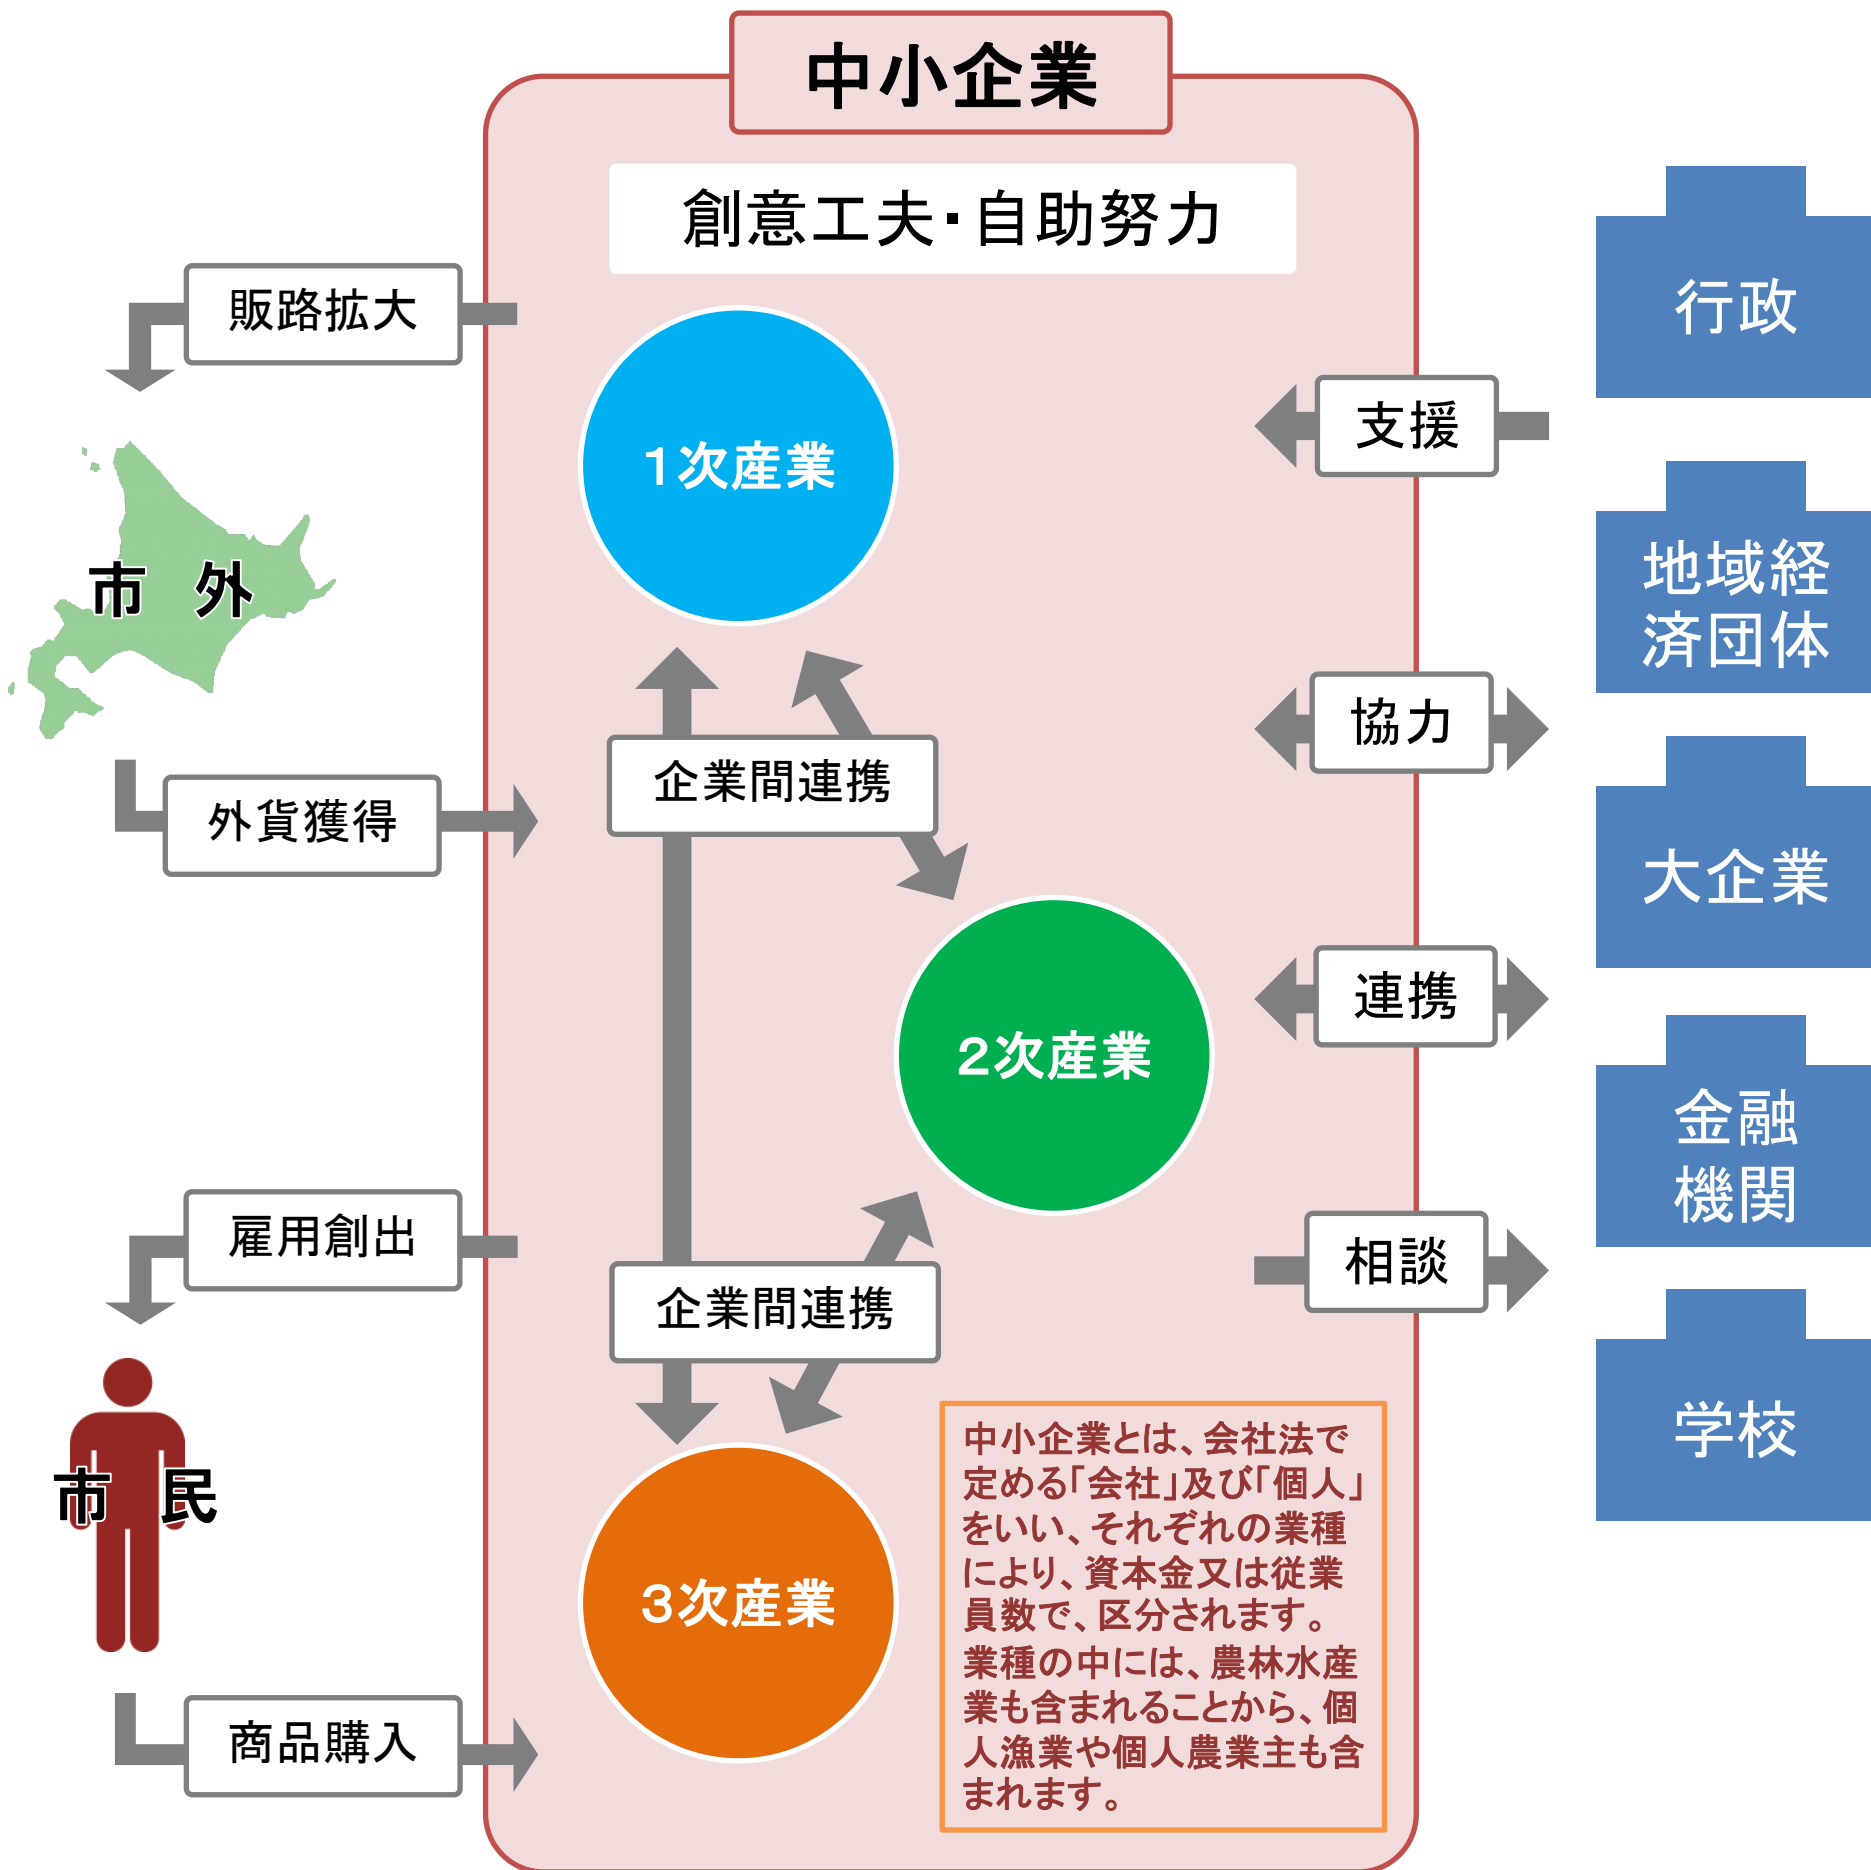 中小企業
創意工夫・自助努力
販路拡大
市　外
外貨獲得
雇用創出
市　民
商品購入
１次産業
企業間連携
２次産業
企業間連携
３次産業
中小企業とは、会社法で
定める「会社」及び「個人」
をいい、それぞれの業種
により、資本金又は従業
員数で、区分されます。
業種の中には、農林水産
業も含まれることから、個
人漁業や個人農業主も含
まれます。
支援
協力
連携
相談
行政
地域経
済団体
大企業
金融
機関
学校